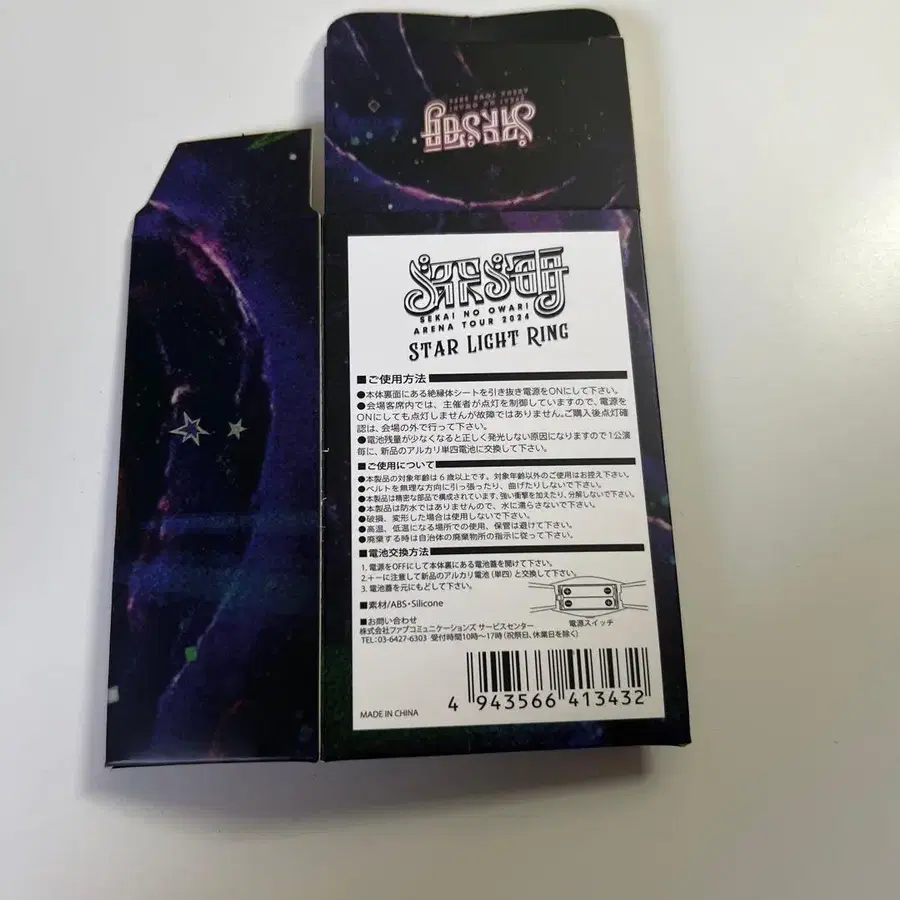 SEKAI NO OWARI
ARENA TOUR 2024
SEKAI NO OWARI
ARENA TOUR 2024
STAR LIGHT RING
■ご使用方法
●本体裏面にある絶縁体シートを引き抜き電源をONにして下さい。
●会場客席内では、主催者が点灯を制御していますので、電源を
ONにしても点灯しませんが故障ではありません。ご購入後点灯確
認は、会場の外で行って下さい。
●電池残量が少なくなると正しく発光しない原因になりますので1公演
毎に、新品のアルカリ単四電池に交換して下さい。
■ご使用について
●本製品の対象年齢は6歳以上です。対象年齢以外のご使用はお控え下さい。
●ベルトを無理な方向に引っ張ったり、曲げたりしないで下さい。
●本製品は精密な部品で構成されています、強い衝撃を加えたり、分解しないで下さい。
●本製品は防水ではありませんので、水に濡らさないで下さい。
●破損、変形した場合は使用しないで下さい。
●高温、低温になる場所での使用、保管は避けて下さい。
●廃棄する時は自治体の廃棄物所の指示に従って下さい。
■電池交換方法
1. 電源をOFFにして本体裏にある電池蓋を開けて下さい。
2.+ーに注意して新品のアルカリ電池(単四)と交換して下さい。
3. 電池蓋を元にもどして下さい。
■素材/ABS・Silicone
電源スイッチ
■お問い合わせ
株式会社ファブコミュニケーションズ サービスセンター
TEL:03-6427-6303 受付時間10時〜17時(祝祭日、休業日を除く)
MADE IN CHINA
4 943566 413432